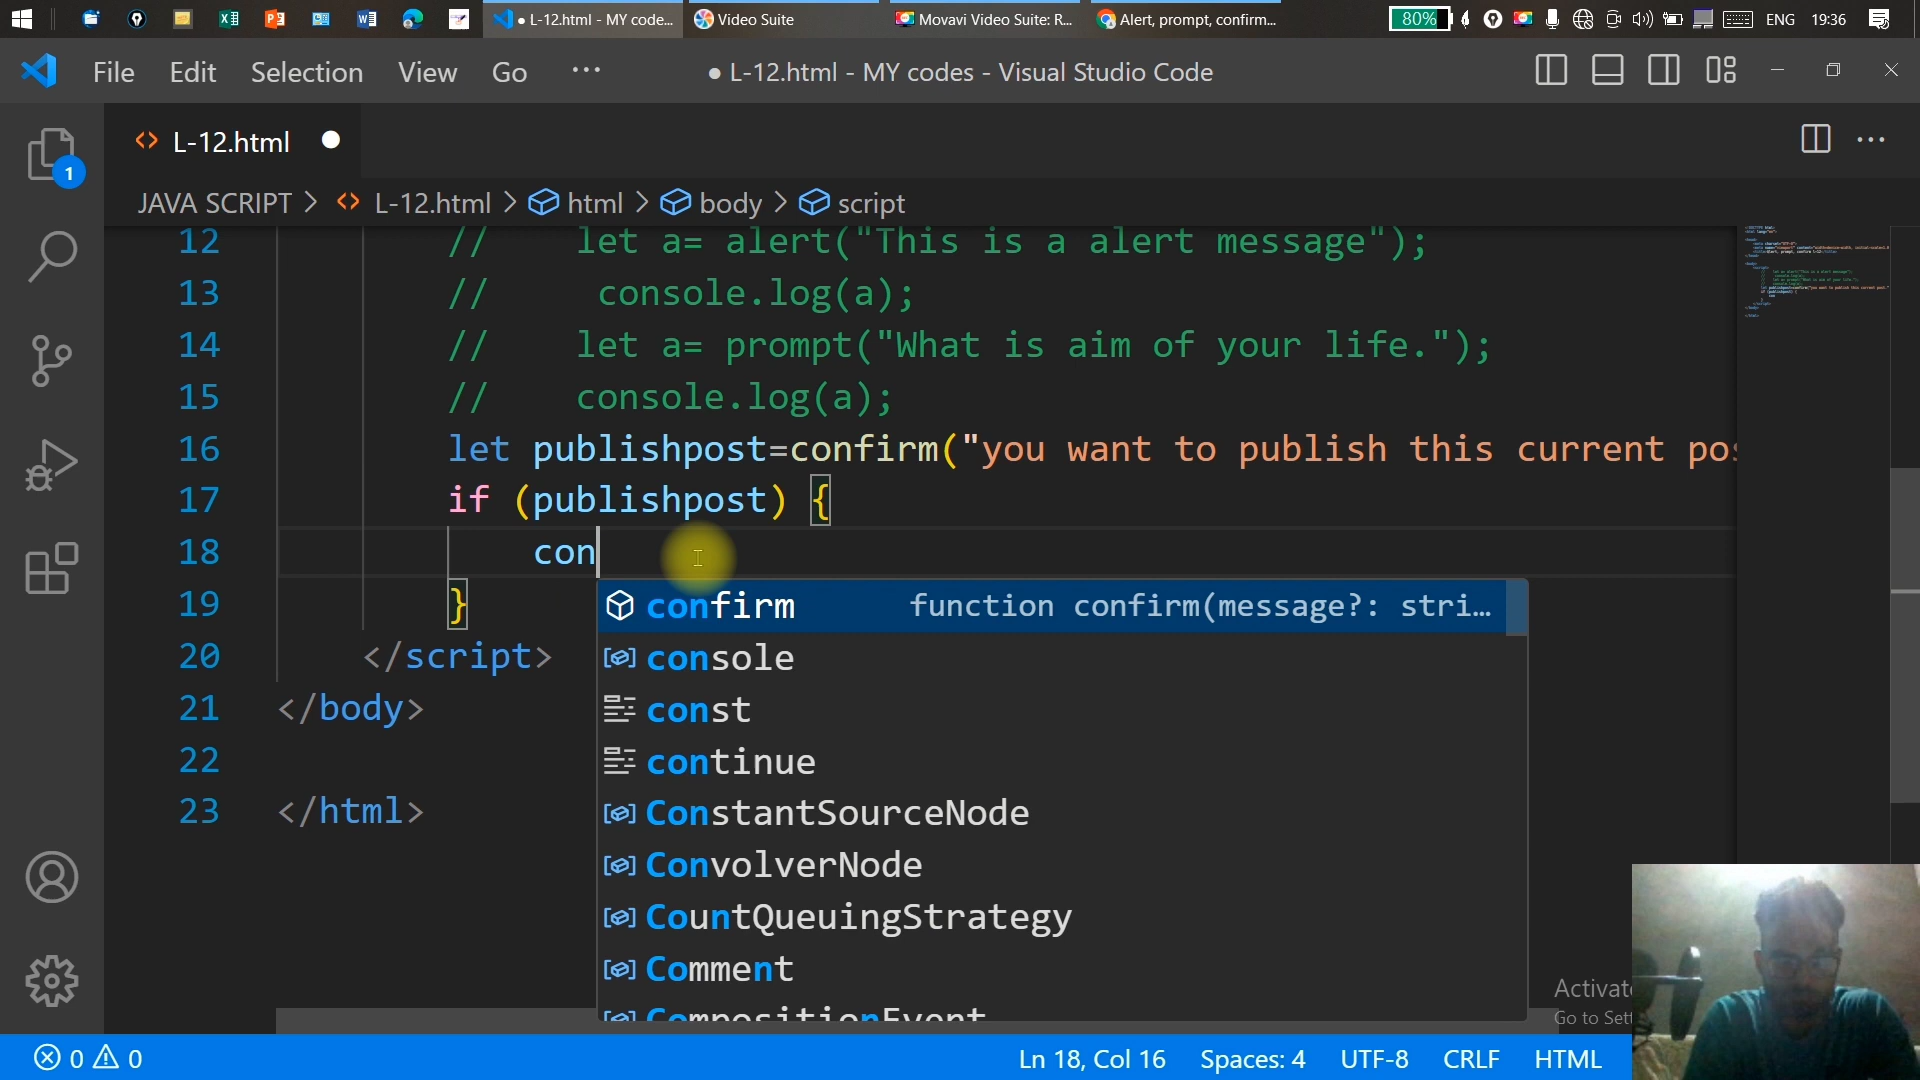 L-12.html - MY code...
Video Suite
Movavi Video Suite: R...
Alert, prompt, confirm...
80%
ENG
19:36
File Edit Selection View Go ···
● L-12.html - MY codes - Visual Studio Code
L-12.html
1
JAVA SCRIPT > L-12.html > html > body > script
12 //    let a= alert("This is a alert message");
13 //     console.log(a);
14 //    let a= prompt("What is aim of your life.");
15 //    console.log(a);
16 let publishpost=confirm("you want to publish this current pos
17 if (publishpost) {
18 con
19 }
20 </script>
21 </body>
22
23 </html>
confirm function confirm(message?: stri...
console
const
continue
ConstantSourceNode
ConvolverNode
CountQueuingStrategy
Comment
CompositionEvent
Activate
Go to Sett
0 0
Ln 18, Col 16 Spaces: 4 UTF-8 CRLF HTML